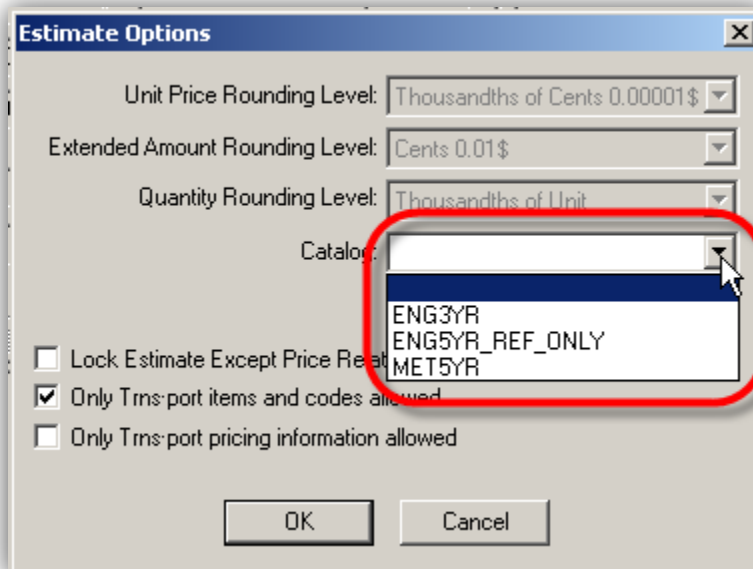 Estimate Options
Unit Price Rounding Level: Thousandths of Cents 0.00001$
Extended Amount Rounding Level: Cents 0.01$
Quantity Rounding Level: Thousandths of Unit
Catalog:
ENG3YR
ENG5YR_REF_ONLY
MET5YR
Lock Estimate Except Price
Only Trns·port items and codes allowed
Only Trns·port pricing information allowed
OK Cancel